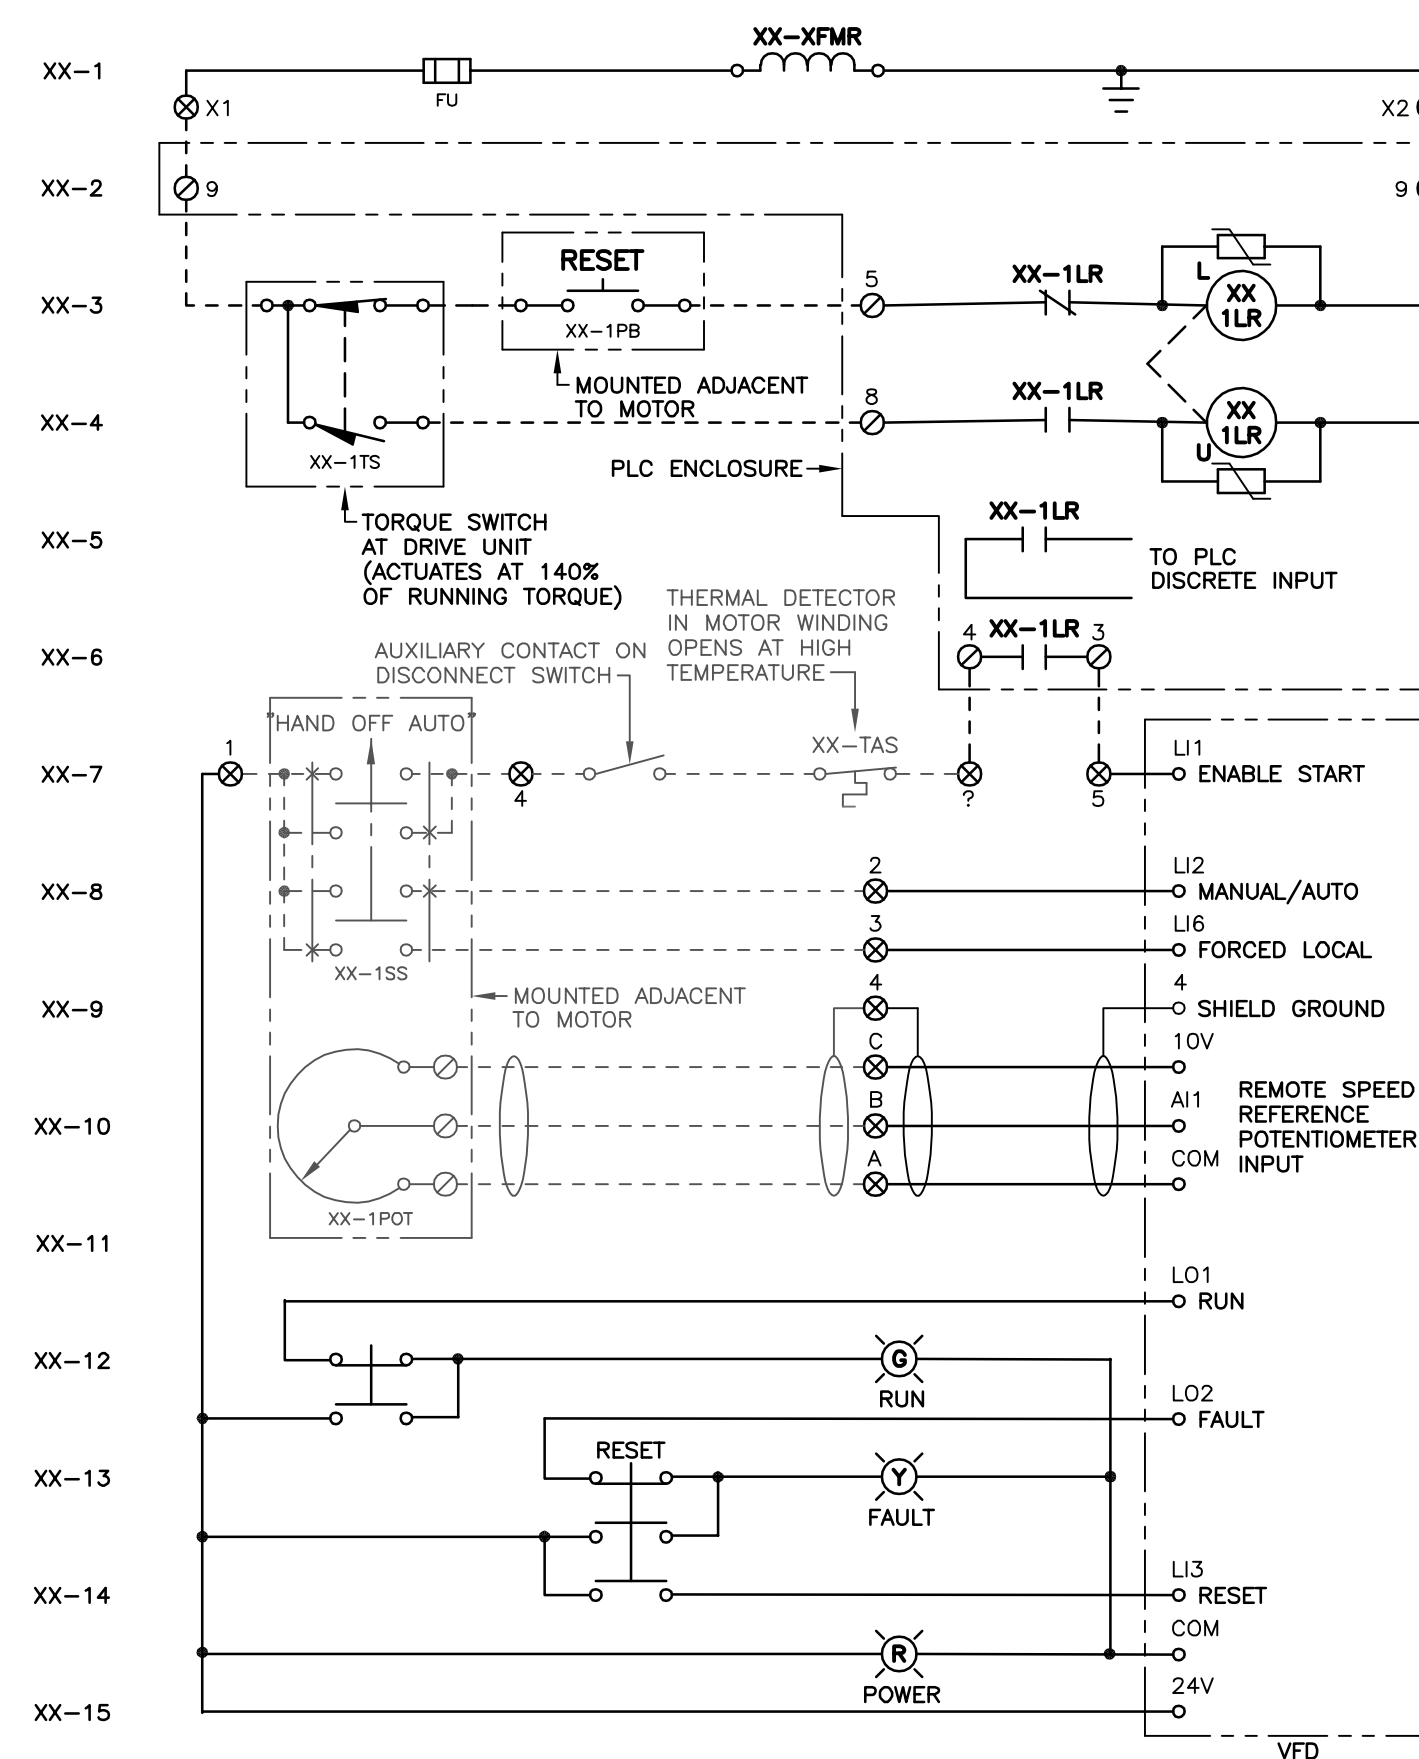 XX-XFMR
XX-1
FU
X1
X2
XX-2
9
9
RESET
XX-1LR
L
XX
1LR
XX-3
5
XX-1PB
MOUNTED ADJACENT
TO MOTOR
XX-1LR
XX-4
8
XX
1LR
U
XX-1TS
PLC ENCLOSURE
XX-5
TORQUE SWITCH
AT DRIVE UNIT
(ACTUATES AT 140%
OF RUNNING TORQUE)
XX-1LR
TO PLC
DISCRETE INPUT
THERMAL DETECTOR
IN MOTOR WINDING
OPENS AT HIGH
TEMPERATURE
XX-6
AUXILIARY CONTACT ON
DISCONNECT SWITCH
4
XX-1LR
3
"HAND OFF AUTO"
XX-7
1
4
XX-TAS
?
5
LI1
ENABLE START
XX-8
2
LI2
MANUAL/AUTO
3
LI6
FORCED LOCAL
XX-1SS
XX-9
MOUNTED ADJACENT
TO MOTOR
4
4
SHIELD GROUND
C
10V
XX-10
B
AI1
REMOTE SPEED
REFERENCE
POTENTIOMETER
INPUT
A
COM
XX-1POT
XX-11
LO1
RUN
XX-12
G
RUN
LO2
FAULT
XX-13
RESET
Y
FAULT
LI3
RESET
XX-14
COM
R
POWER
24V
XX-15
VFD